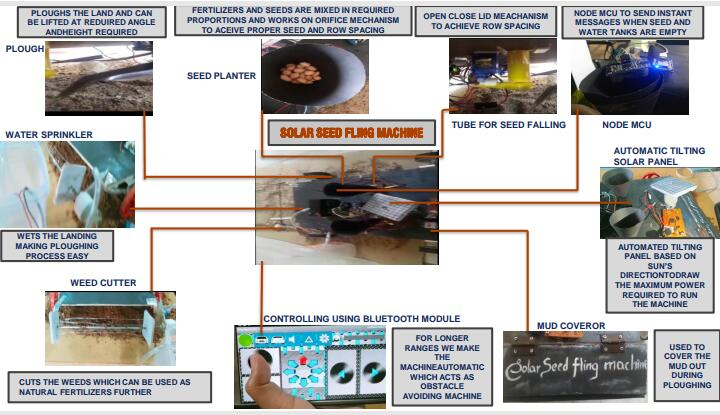 PLOUGHS THE LAND AND CAN
BE LIFTED AT REDUIRED ANGLE
ANDHEIGHT REQUIRED
FERTILIZERS AND SEEDS ARE MIXED IN REQUIRED
PROPORTIONS AND WORKS ON ORIFICE MECHANISM
TO ACEIVE PROPER SEED AND ROW SPACING
OPEN CLOSE LID MEACHANISM
TO ACHIEVE ROW SPACING
NODE MCU TO SEND INSTANT
MESSAGES WHEN SEED AND
WATER TANKS ARE EMPTY
PLOUGH
SEED PLANTER
TUBE FOR SEED FALLING
NODE MCU
SOLAR SEED FLING MACHINE
WATER SPRINKLER
AUTOMATIC TILTING
SOLAR PANEL
WETS THE LANDING
MAKING PLOUGHING
PROCESS EASY
AUTOMATED TILTING
PANEL BASED ON
SUN'S
DIRECTIONTODRAW
THE MAXIMUM POWER
REQUIRED TO RUN
THE MACHINE
WEED CUTTER
CONTROLLING USING BLUETOOTH MODULE
MUD COVEROR
CUTS THE WEEDS WHICH CAN BE USED AS
NATURAL FERTILIZERS FURTHER
FOR LONGER
RANGES WE MAKE
THE
MACHINEAUTOMATIC
WHICH ACTS AS
OBSTACLE
AVOIDING MACHINE
Solar Seed fling machine
USED TO
COVER THE
MUD OUT
DURING
PLOUGHING